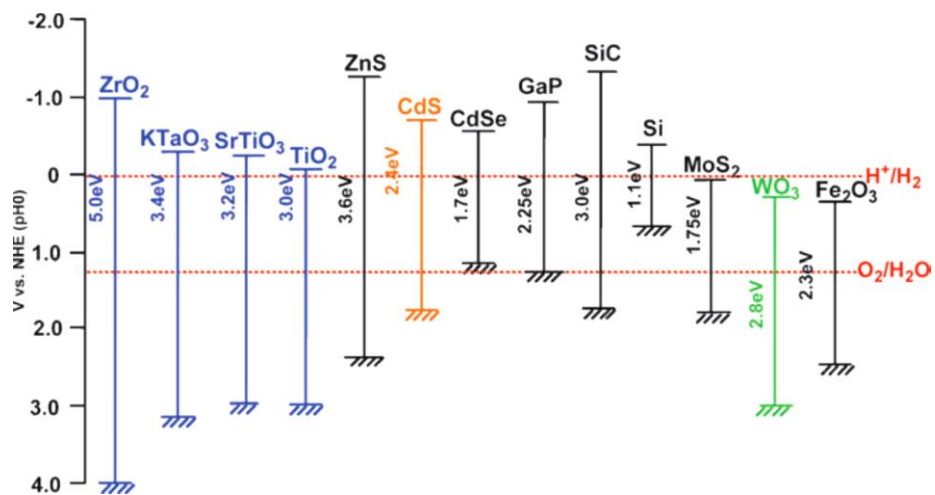 -2.0
-1.0
0
1.0
2.0
3.0
4.0
V vs. NHE (pH0)
ZrO₂
5.0eV
KTaO₃
3.4eV
SrTiO₃
3.2eV
TiO₂
3.0eV
ZnS
3.6eV
CdS
2.4eV
CdSe
1.7eV
GaP
2.25eV
SiC
3.0eV
Si
1.1eV
MoS₂
1.75eV
WO₃
2.8eV
Fe₂O₃
2.3eV
H⁺/H₂
O₂/H₂O